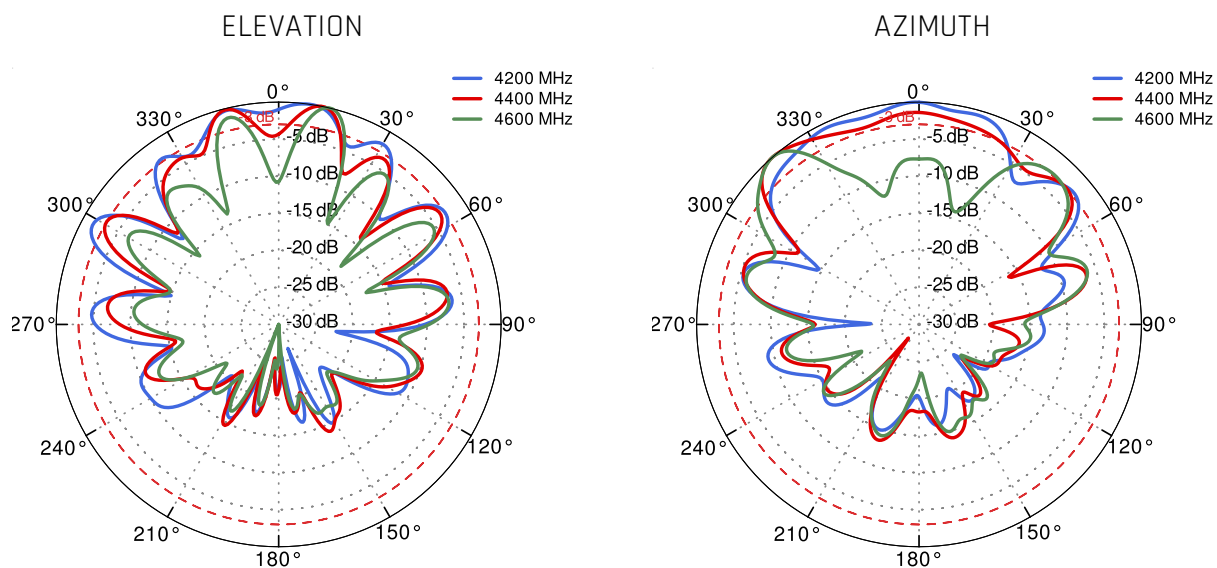 ELEVATION
4200 MHz
4400 MHz
4600 MHz
0°
330°
30°
-3 dB
-5 dB
-10 dB
300°
60°
-15 dB
-20 dB
-25 dB
270°
-30 dB
90°
240°
120°
210°
150°
180°
AZIMUTH
4200 MHz
4400 MHz
4600 MHz
0°
330°
30°
-3 dB
-5 dB
-10 dB
300°
60°
-15 dB
-20 dB
-25 dB
270°
-30 dB
90°
240°
120°
210°
150°
180°